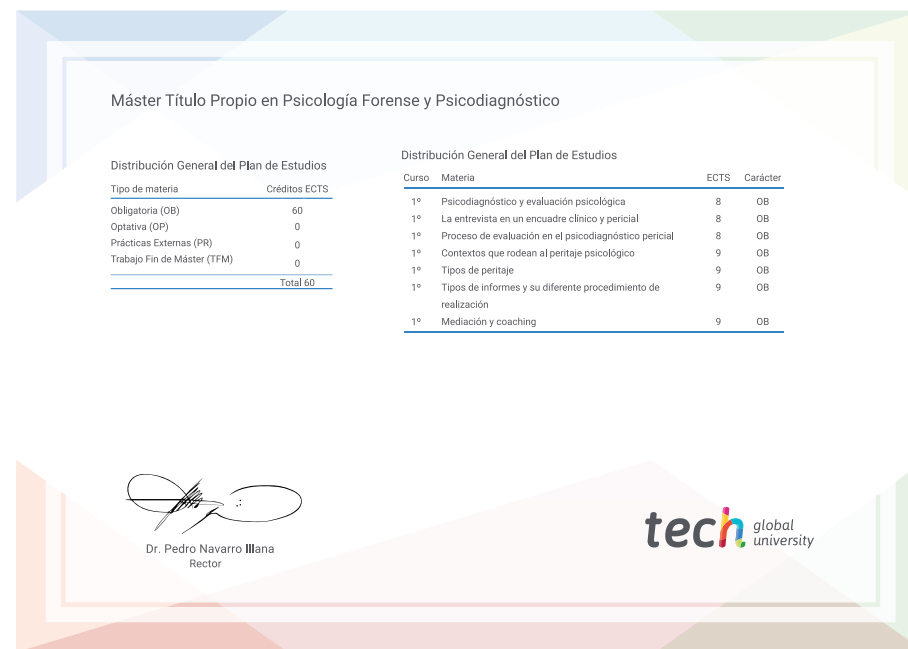 Máster Título Propio en Psicología Forense y Psicodiagnóstico
Distribución General del Plan de Estudios
Tipo de materia Créditos ECTS
Obligatoria (OB) 60
Optativa (OP) 0
Prácticas Externas (PR) 0
Trabajo Fin de Máster (TFM) 0
Total 60
Distribución General del Plan de Estudios
Curso Materia ECTS Carácter
1º Psicodiagnóstico y evaluación psicológica 8 OB
1º La entrevista en un encuadre clínico y pericial 8 OB
1º Proceso de evaluación en el psicodiagnóstico pericial 8 OB
1º Contextos que rodean al peritaje psicológico 9 OB
1º Tipos de peritaje 9 OB
1º Tipos de informes y su diferente procedimiento de 9 OB
realización
1º Mediación y coaching 9 OB
Dr. Pedro Navarro Illana
Rector
tech global
university